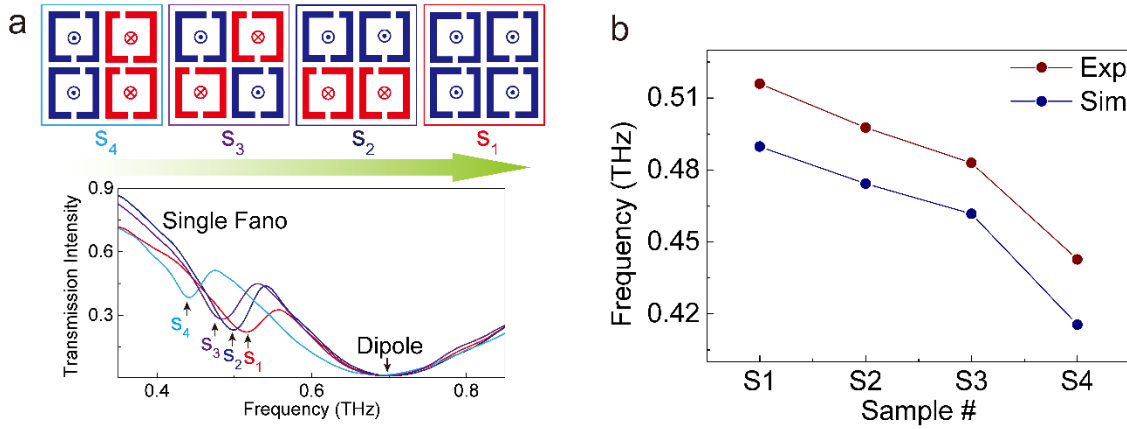 a
S₄ S₃ S₂ S₁
0.9
0.6
0.3
Transmission Intensity
Single Fano
S₄
S₃
S₂
S₁
Dipole
0.4 0.6 0.8
Frequency (THz)
b
Exp
Sim
0.51
0.48
0.45
0.42
Frequency (THz)
S1 S2 S3 S4
Sample #